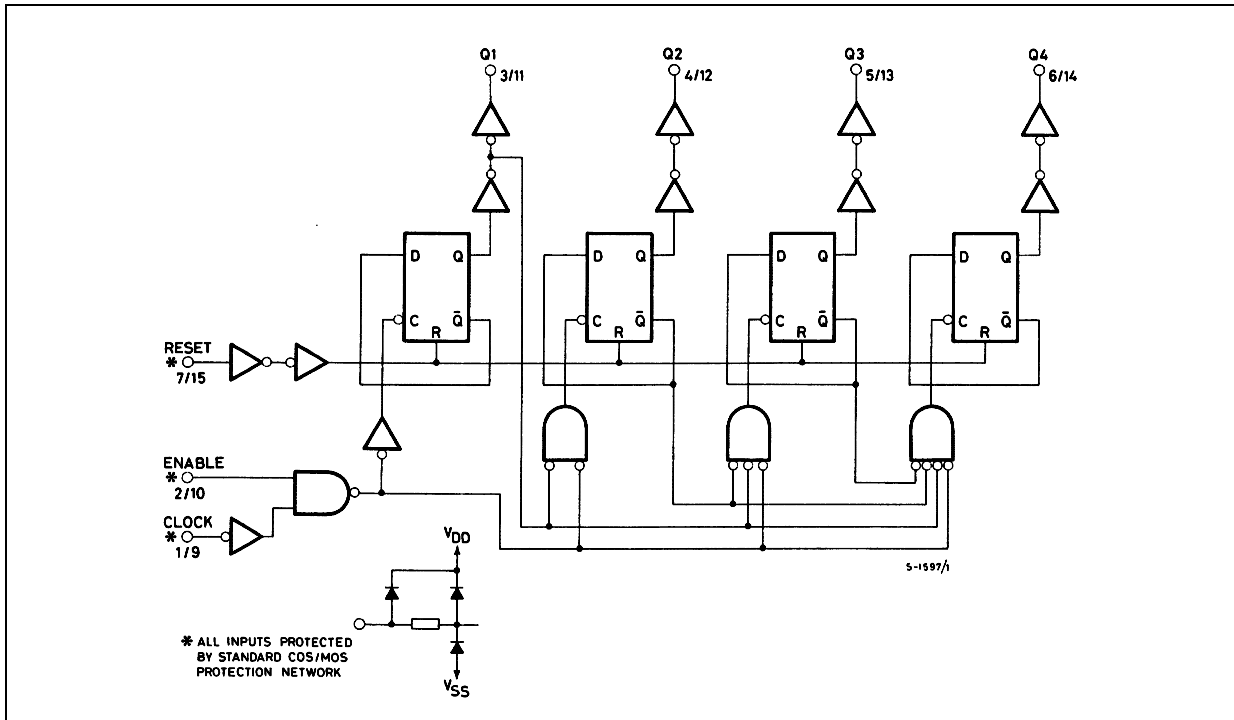 Q1
3/11
Q2
4/12
Q3
5/13
Q4
6/14
D Q
C Q̄
R
D Q
C Q̄
R
D Q
C Q̄
R
D Q
C Q̄
R
RESET
*
7/15
ENABLE
*
2/10
CLOCK
*
1/9
VDD
S-1597/1
* ALL INPUTS PROTECTED
BY STANDARD COS/MOS
PROTECTION NETWORK
VSS